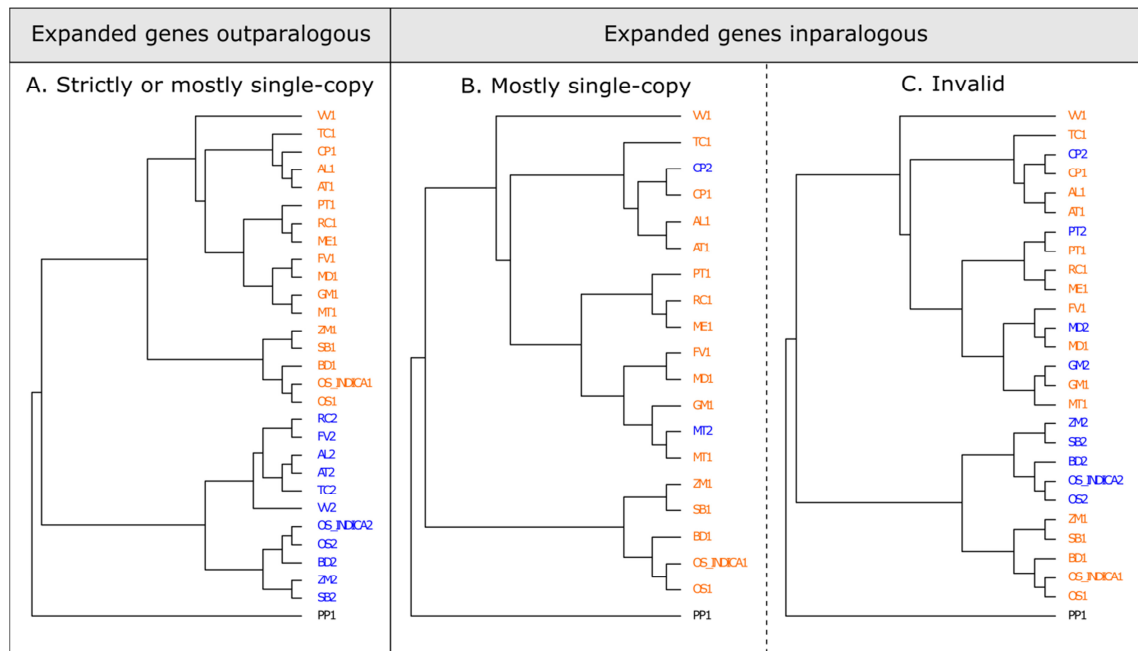 Expanded genes outparalogous
Expanded genes inparalogous
A. Strictly or mostly single-copy
VV1
TC1
CP1
AL1
AT1
PT1
RC1
ME1
FV1
MD1
GM1
MT1
ZM1
SB1
BD1
OS_INDICA1
OS1
RC2
FV2
AL2
AT2
TC2
VV2
OS_INDICA2
OS2
BD2
ZM2
SB2
PP1
B. Mostly single-copy
VV1
TC1
CP2
CP1
AL1
AT1
PT1
RC1
ME1
FV1
MD1
GM1
MT2
MT1
ZM1
SB1
BD1
OS_INDICA1
OS1
PP1
C. Invalid
VV1
TC1
CP2
CP1
AL1
AT1
PT2
PT1
RC1
ME1
FV1
MD2
MD1
GM2
GM1
MT1
ZM2
SB2
BD2
OS_INDICA2
OS2
ZM1
SB1
BD1
OS_INDICA1
OS1
PP1